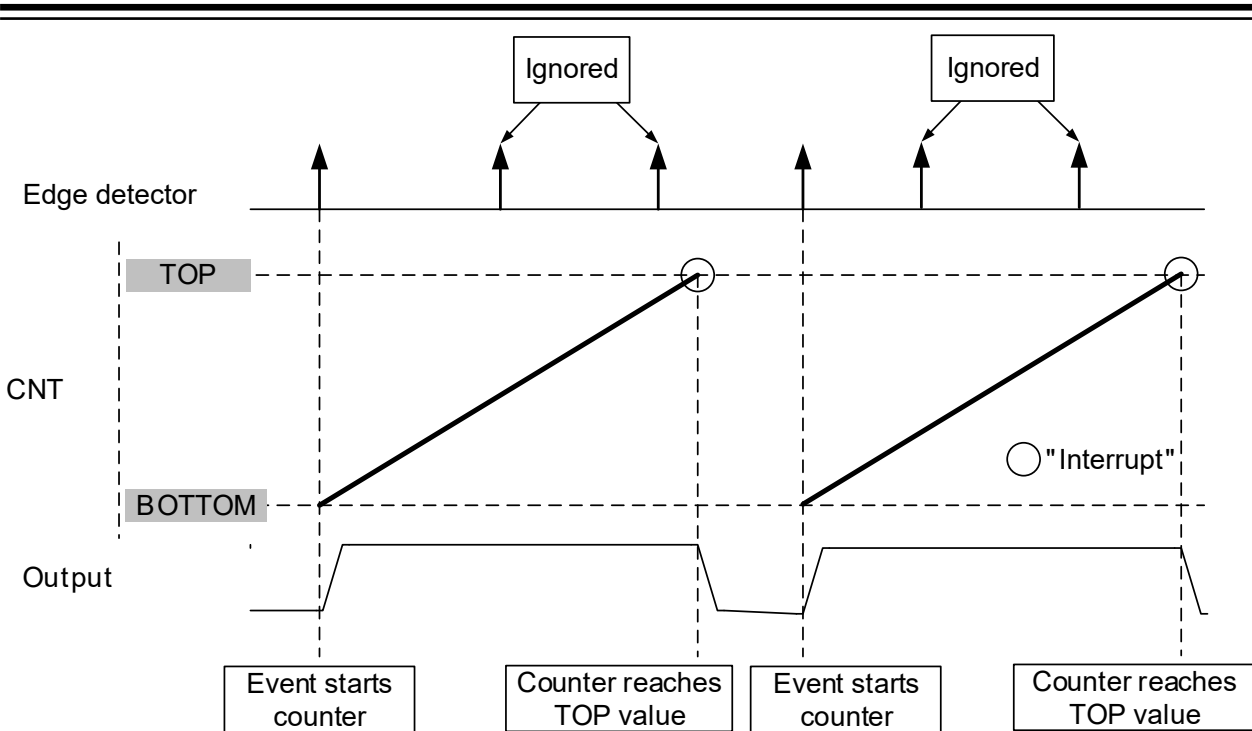 Ignored
Ignored
Edge detector
TOP
CNT
"Interrupt"
BOTTOM
Output
Event starts
counter
Counter reaches
TOP value
Event starts
counter
Counter reaches
TOP value